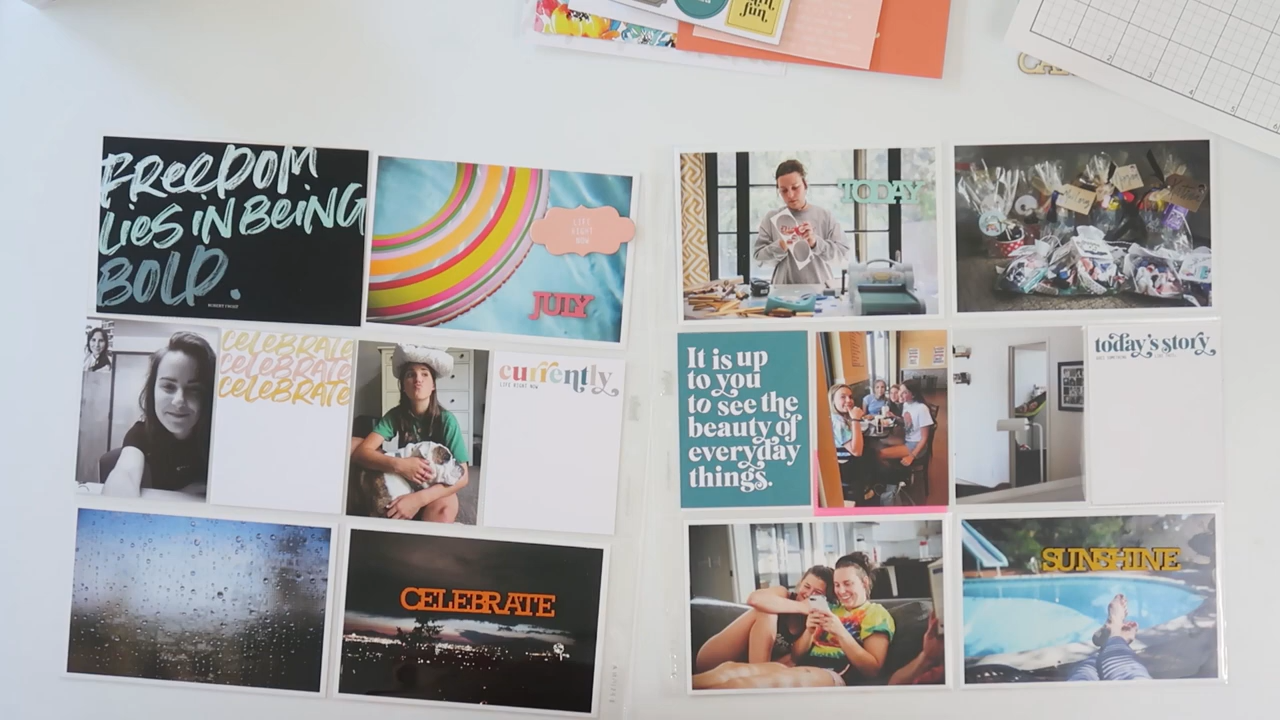 fun.
FREEDOM
LIES IN BEING
BOLD.
LIFE
RIGHT
NOW
JULY
CELEBRATE
CELEBRATE
CELEBRATE
currently
LIFE RIGHT NOW
CELEBRATE
TODAY
It is up
to you
to see the
beauty of
everyday
things.
today's story
SUNSHINE